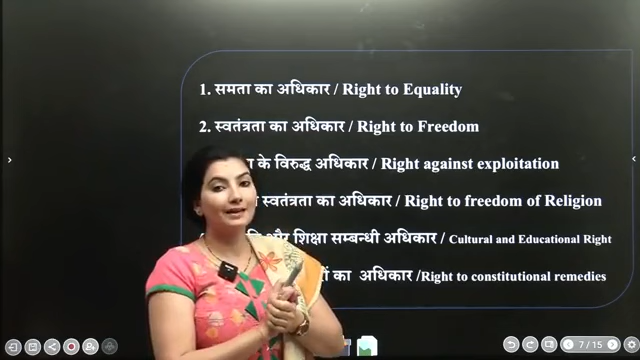 1. समता का अधिकार / Right to Equality
2. स्वतंत्रता का अधिकार / Right to Freedom
के विरुद्ध अधिकार / Right against exploitation
स्वतंत्रता का अधिकार / Right to freedom of Religion
और शिक्षा सम्बन्धी अधिकार / Cultural and Educational Right
का अधिकार /Right to constitutional remedies
7 / 15